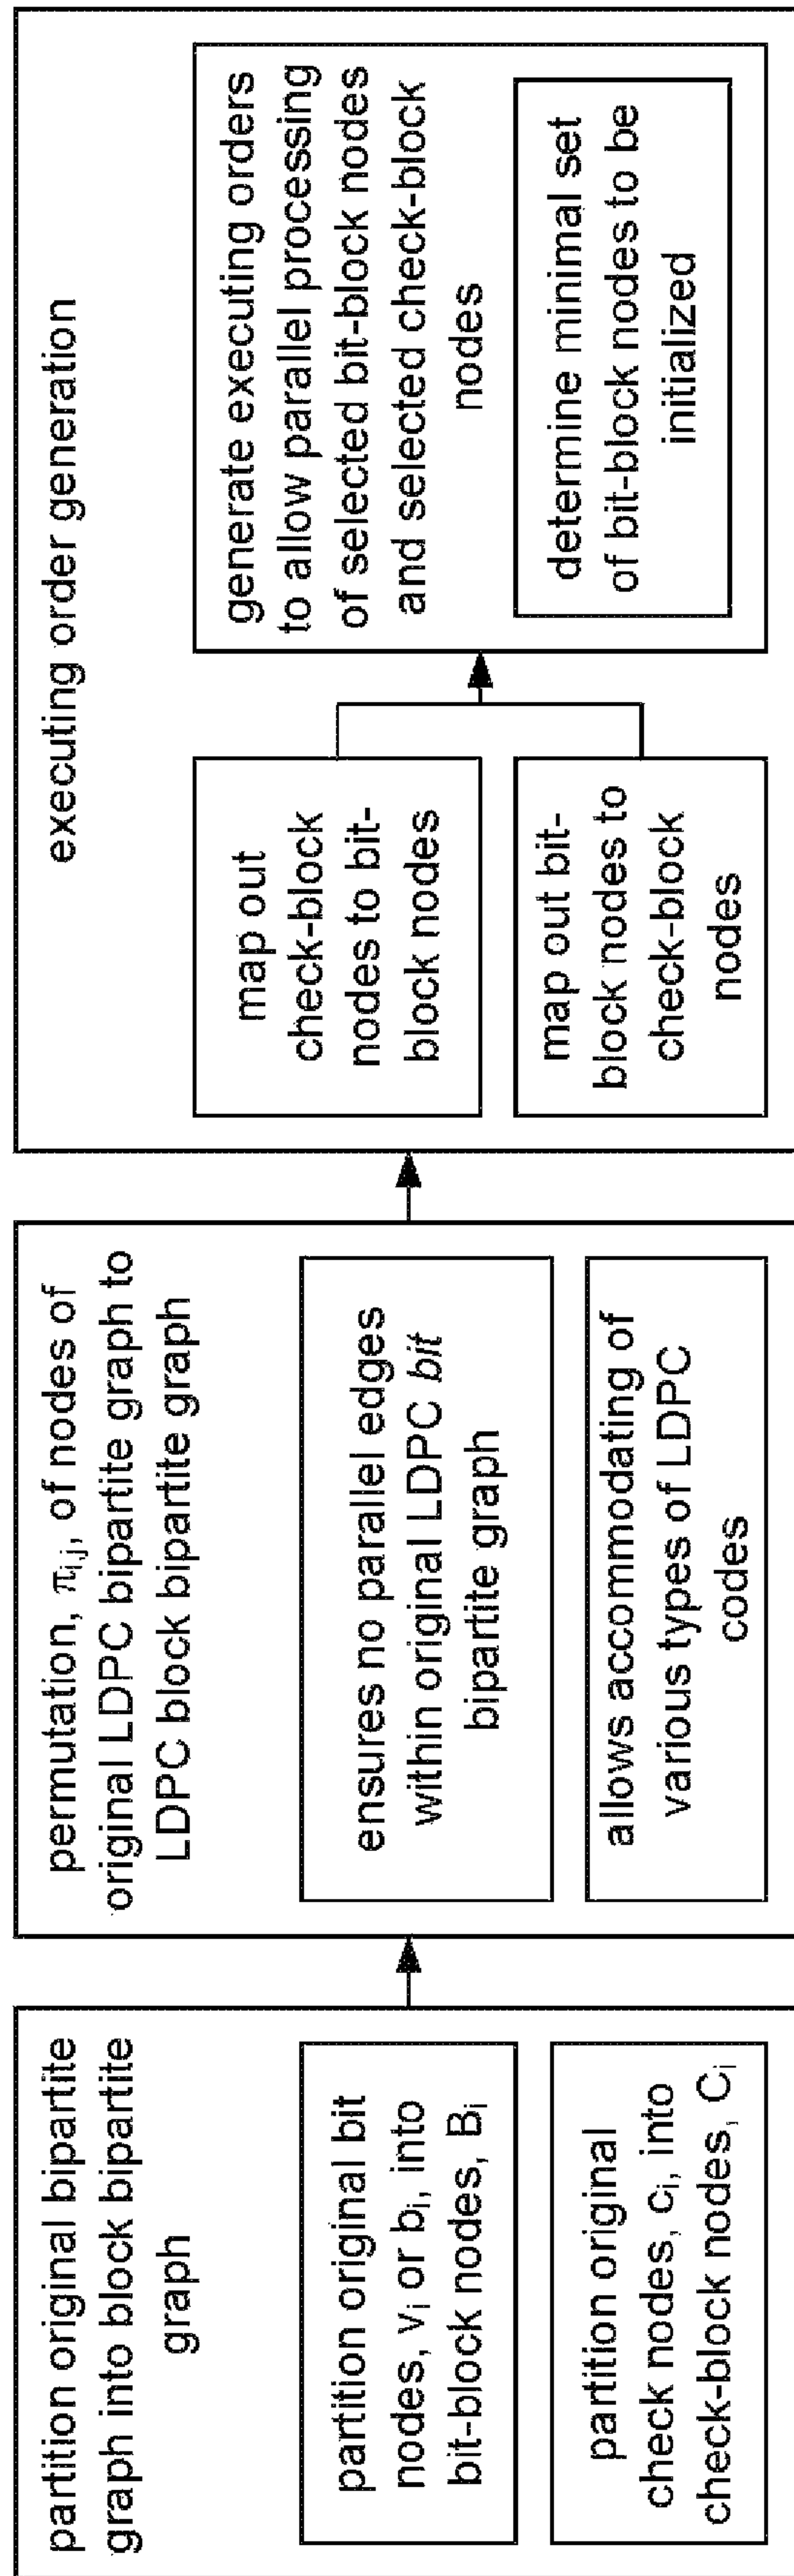 partition original bipartite
graph into block bipartite
graph
partition original bit
nodes, vᵢ or bᵢ, into
bit-block nodes, Bᵢ
partition original
check nodes, cᵢ, into
check-block nodes, Cᵢ
permutation, πᵢ,ⱼ, of nodes of
original LDPC bipartite graph to
LDPC block bipartite graph
ensures no parallel edges
within original LDPC bit
bipartite graph
allows accommodating of
various types of LDPC
codes
executing order generation
map out
check-block
nodes to bit-
block nodes
map out bit-
block nodes to
check-block
nodes
generate executing orders
to allow parallel processing
of selected bit-block nodes
and selected check-block
nodes
determine minimal set
of bit-block nodes to be
initialized